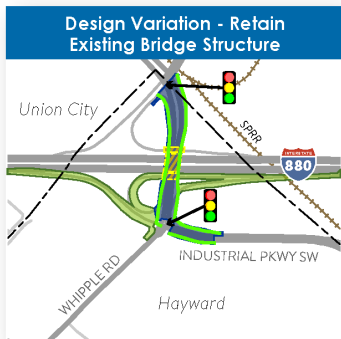 Design Variation - Retain
Existing Bridge Structure
Union City
SPRR
INTERSTATE
880
INDUSTRIAL PKWY SW
WHIPPLE RD
Hayward